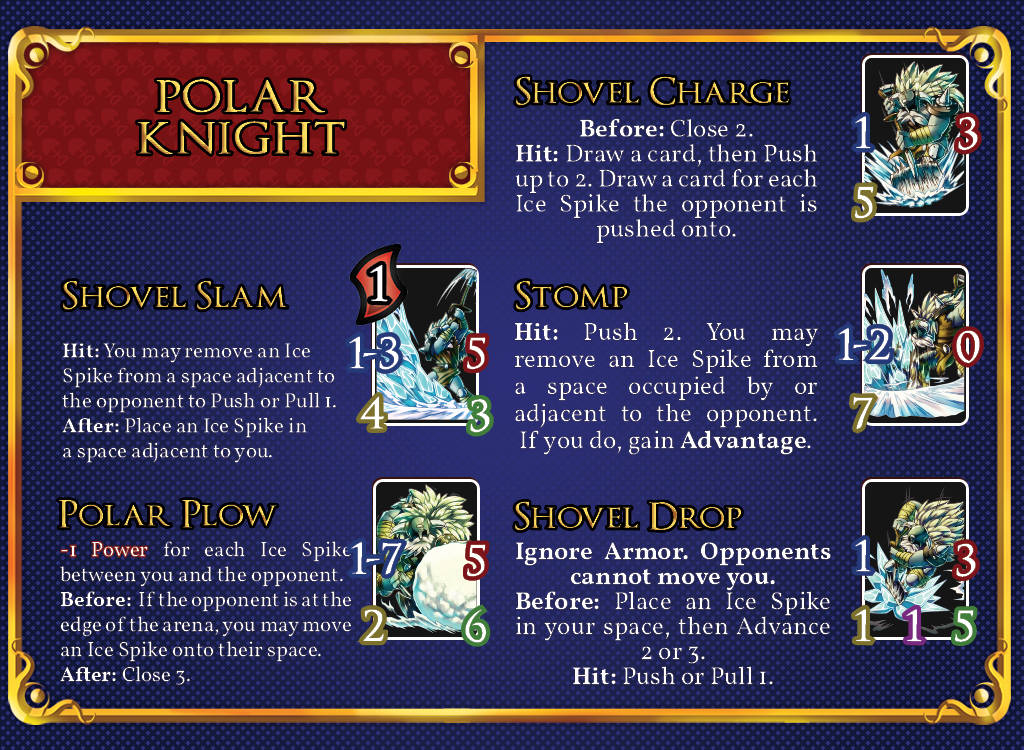 POLAR
KNIGHT
SHOVEL CHARGE
Before: Close 2.
Hit: Draw a card, then Push
up to 2. Draw a card for each
Ice Spike the opponent is
pushed onto.
1
3
5
SHOVEL SLAM
Hit: You may remove an Ice
Spike from a space adjacent to
the opponent to Push or Pull 1.
After: Place an Ice Spike in
a space adjacent to you.
1
1-3
5
4
3
STOMP
Hit: Push 2. You may
remove an Ice Spike from
a space occupied by or
adjacent to the opponent.
If you do, gain Advantage.
1-2
0
7
POLAR PLOW
-1 Power for each Ice Spike
between you and the opponent.
Before: If the opponent is at the
edge of the arena, you may move
an Ice Spike onto their space.
After: Close 3.
1-7
5
2
6
SHOVEL DROP
Ignore Armor. Opponents
cannot move you.
Before: Place an Ice Spike
in your space, then Advance
2 or 3.
Hit: Push or Pull 1.
1
3
1
1
5